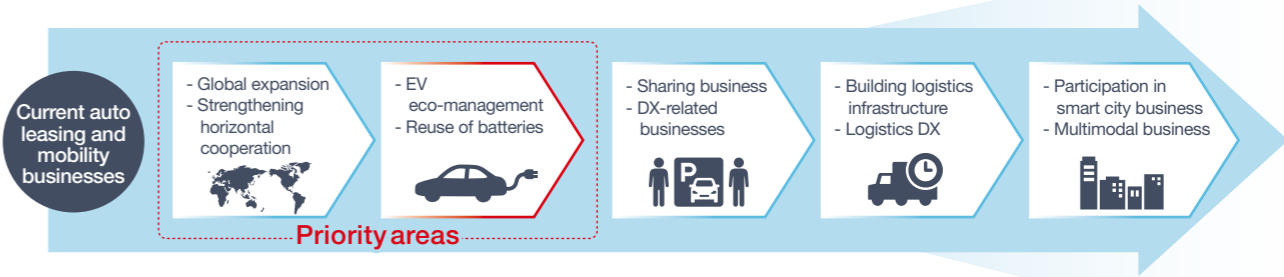 Current auto
leasing and
mobility
businesses
- Global expansion
- Strengthening
horizontal
cooperation
- EV
eco-management
- Reuse of batteries
Priority areas
- Sharing business
- DX-related
businesses
P
- Building logistics
infrastructure
- Logistics DX
- Participation in
smart city business
- Multimodal business